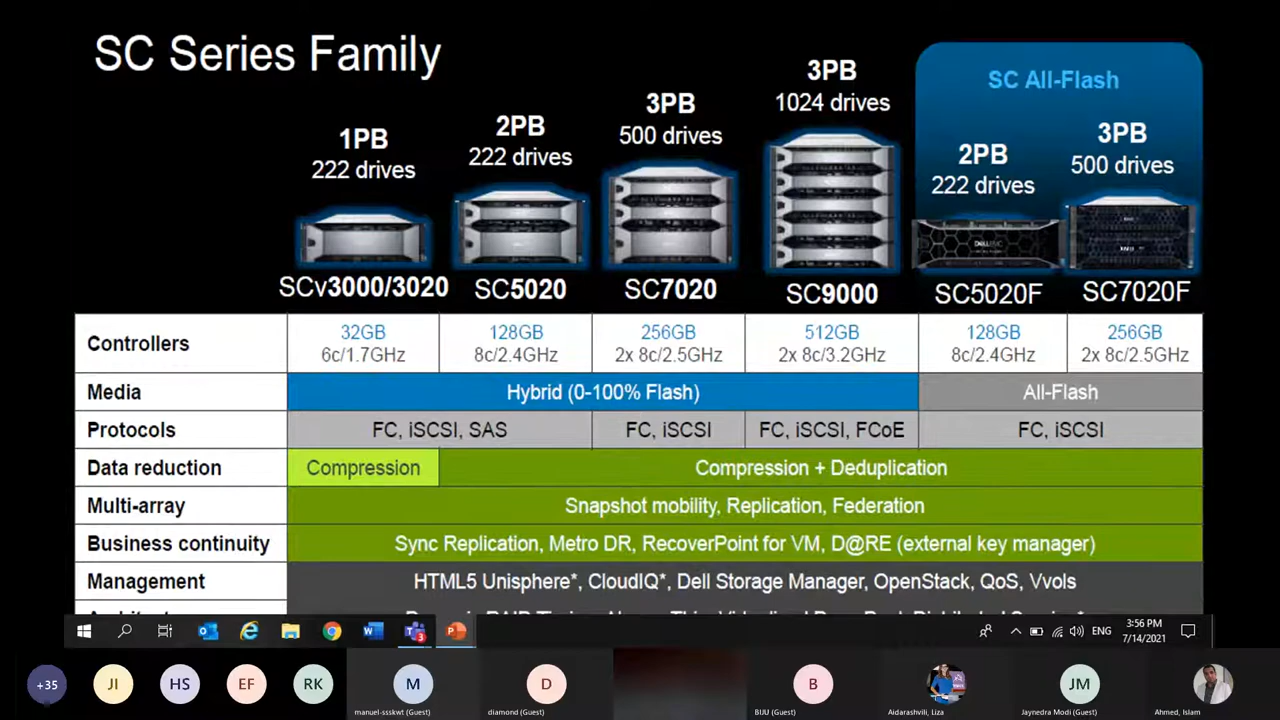 SC Series Family
SC All-Flash
1PB
222 drives
2PB
222 drives
3PB
500 drives
3PB
1024 drives
2PB
222 drives
3PB
500 drives
SCv3000/3020
SC5020
SC7020
SC9000
SC5020F
SC7020F
Controllers
32GB
6c/1.7GHz
128GB
8c/2.4GHz
256GB
2x 8c/2.5GHz
512GB
2x 8c/3.2GHz
128GB
8c/2.4GHz
256GB
2x 8c/2.5GHz
Media
Hybrid (0-100% Flash)
All-Flash
Protocols
FC, iSCSI, SAS
FC, iSCSI
FC, iSCSI, FCoE
FC, iSCSI
Data reduction
Compression
Compression + Deduplication
Multi-array
Snapshot mobility, Replication, Federation
Business continuity
Sync Replication, Metro DR, RecoverPoint for VM, D@RE (external key manager)
Management
HTML5 Unisphere*, CloudIQ*, Dell Storage Manager, OpenStack, QoS, Vvols
3
ENG
3:56 PM
7/14/2021
+35
JI
HS
EF
RK
M
manuel-ssskwt (Guest)
D
diamond (Guest)
B
BIJU (Guest)
Aidarashvili, Liza
JM
Jaynedra Modi (Guest)
Ahmed, Islam